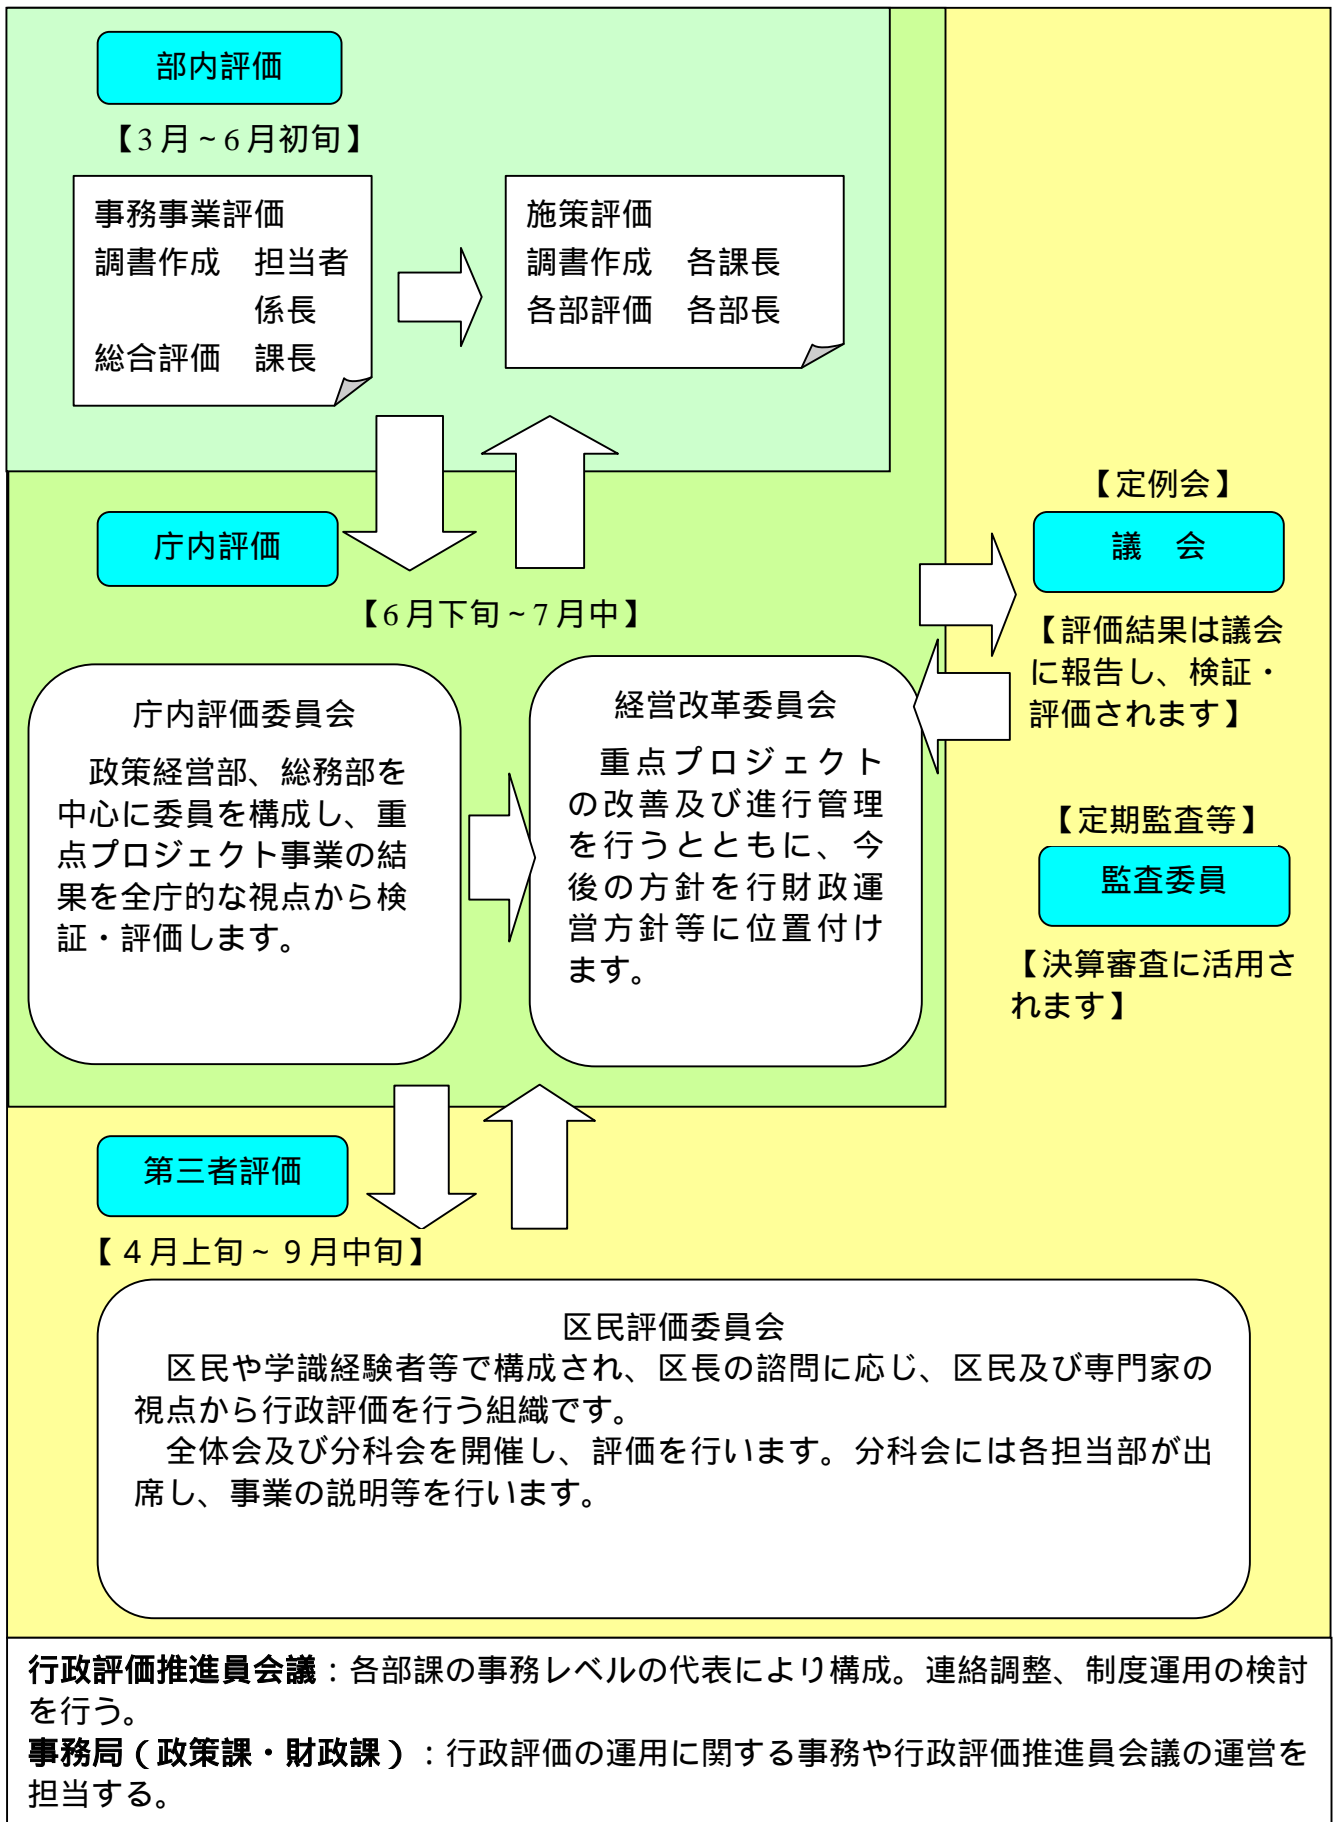 部内評価
【3月~6月初旬】
事務事業評価
調書作成　担当者
係長
総合評価　課長
施策評価
調書作成　各課長
各部評価　各部長
庁内評価
【6月下旬~7月中】
庁内評価委員会
政策経営部、総務部を
中心に委員を構成し、重
点プロジェクト事業の結
果を全庁的な視点から検
証・評価します。
経営改革委員会
重点プロジェクト
の改善及び進行管理
を行うとともに、今
後の方針を行財政運
営方針等に位置付け
ます。
【定例会】
議　会
【評価結果は議会
に報告し、検証・
評価されます】
【定期監査等】
監査委員
【決算審査に活用さ
れます】
第三者評価
【４月上旬~９月中旬】
区民評価委員会
区民や学識経験者等で構成され、区長の諮問に応じ、区民及び専門家の
視点から行政評価を行う組織です。
全体会及び分科会を開催し、評価を行います。分科会には各担当部が出
席し、事業の説明等を行います。
行政評価推進員会議：各部課の事務レベルの代表により構成。連絡調整、制度運用の検討
を行う。
事務局（政策課・財政課）：行政評価の運用に関する事務や行政評価推進員会議の運営を
担当する。